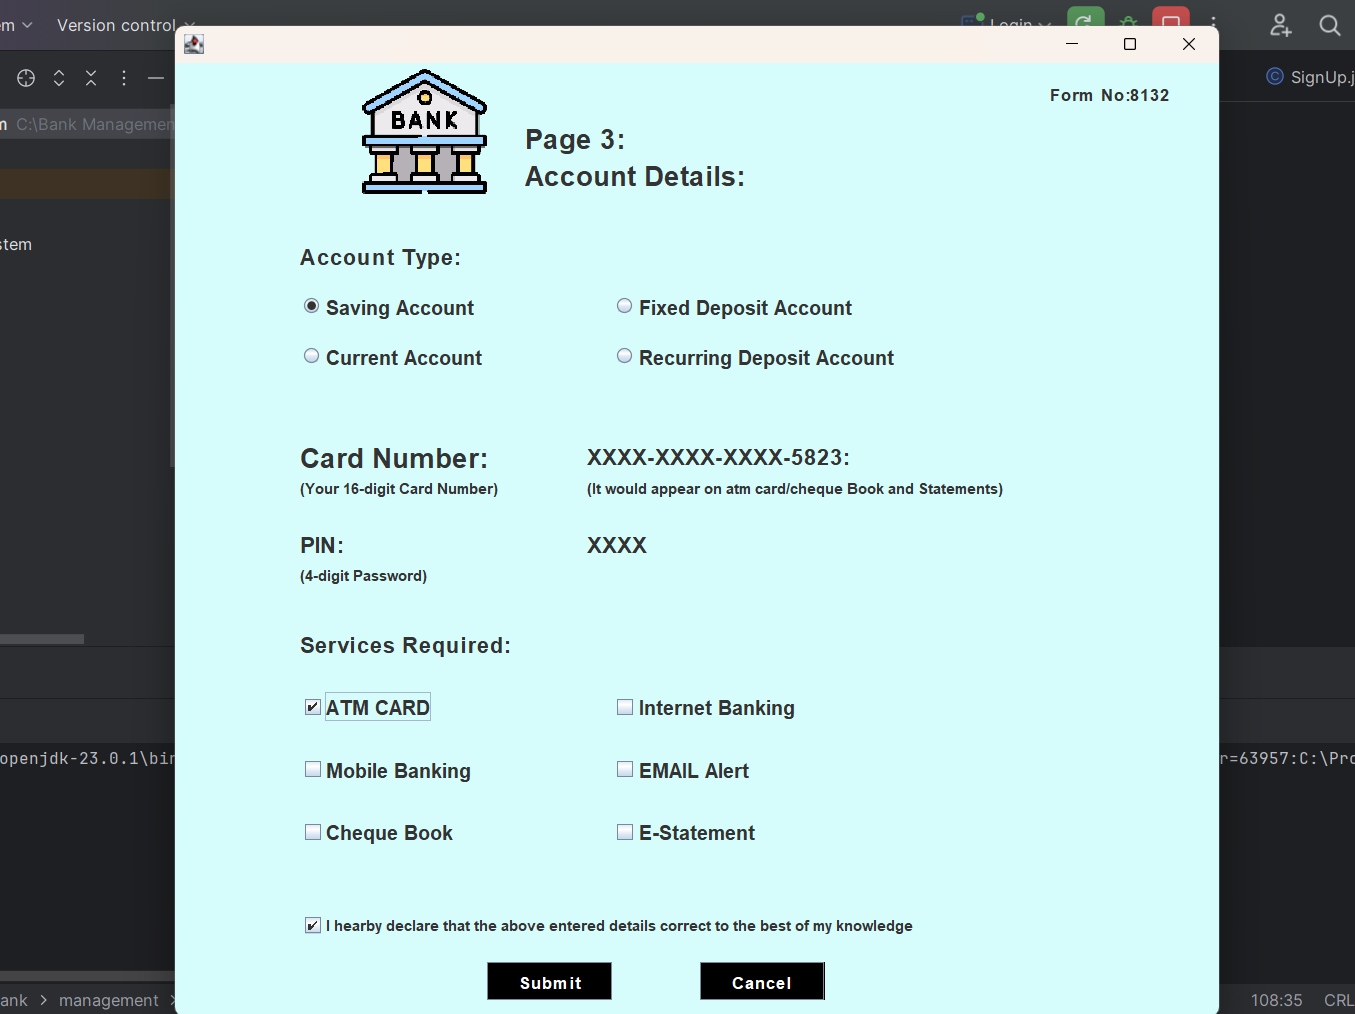 em Version control
Login
SignUp.j
m C:\Bank Managemen
Form No:8132
BANK
Page 3:
Account Details:
stem
Account Type:
Saving Account Fixed Deposit Account
Current Account Recurring Deposit Account
Card Number: XXXX-XXXX-XXXX-5823:
(Your 16-digit Card Number) (It would appear on atm card/cheque Book and Statements)
PIN: XXXX
(4-digit Password)
Services Required:
ATM CARD Internet Banking
openjdk-23.0.1\bin r=63957:C:\Pro
Mobile Banking EMAIL Alert
Cheque Book E-Statement
I hearby declare that the above entered details correct to the best of my knowledge
Submit Cancel
ank > management > 108:35 CRL